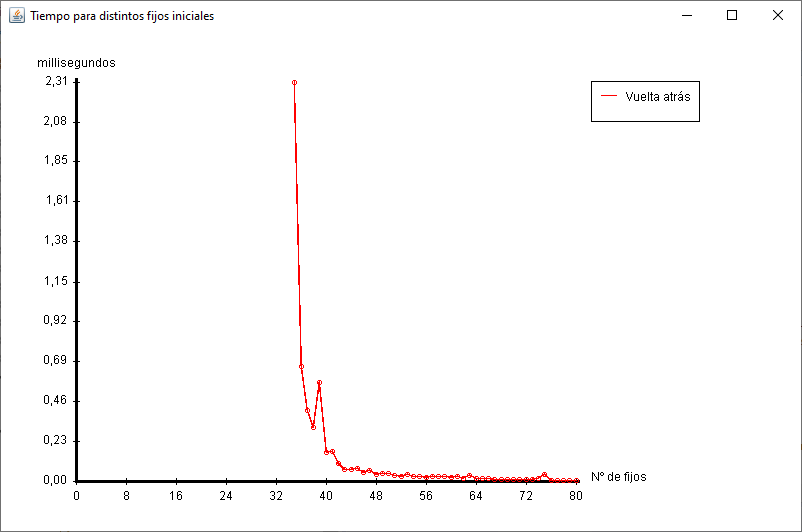 Tiempo para distintos fijos iniciales
millisegundos
2,31
2,08
1,85
1,61
1,38
1,15
0,92
0,69
0,46
0,23
0,00
0 8 16 24 32 40 48 56 64 72 80
Nº de fijos
Vuelta atrás